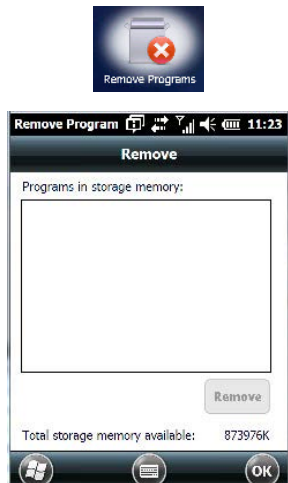 Remove Programs
Remove Program 11:23
Remove
Programs in storage memory:
Remove
Total storage memory available: 873976K
OK